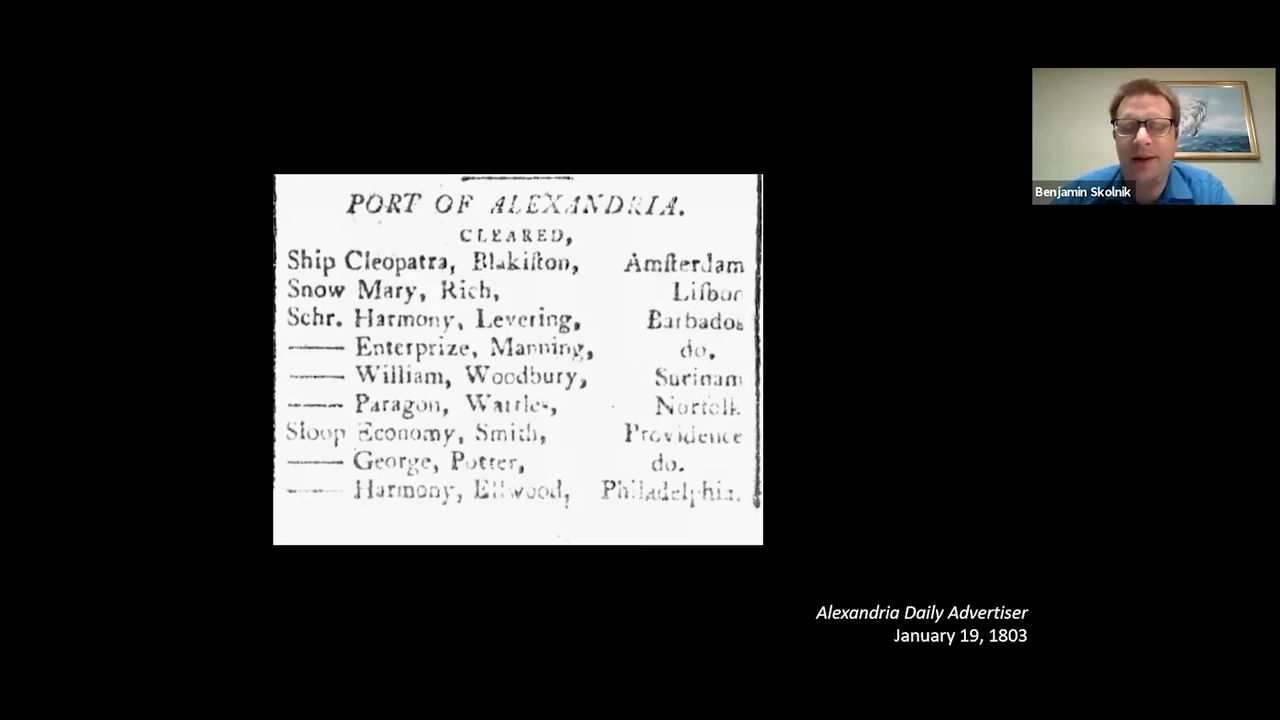 PORT OF ALEXANDRIA.
CLEARED,
Ship Cleopatra, Blakiſton, Amſterdam
Snow Mary, Rich, Liſbon
Schr. Harmony, Levering, Barbados
—— Enterprize, Manning, do.
—— William, Woodbury, Surinam
—— Paragon, Wattles, Norfolk
Sloop Economy, Smith, Providence
—— George, Potter, do.
—— Harmony, Ellwood, Philadelphia.
Alexandria Daily Advertiser
January 19, 1803
Benjamin Skolnik